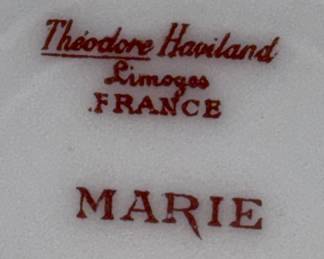 Théodore Haviland
Limoges
FRANCE
MARIE